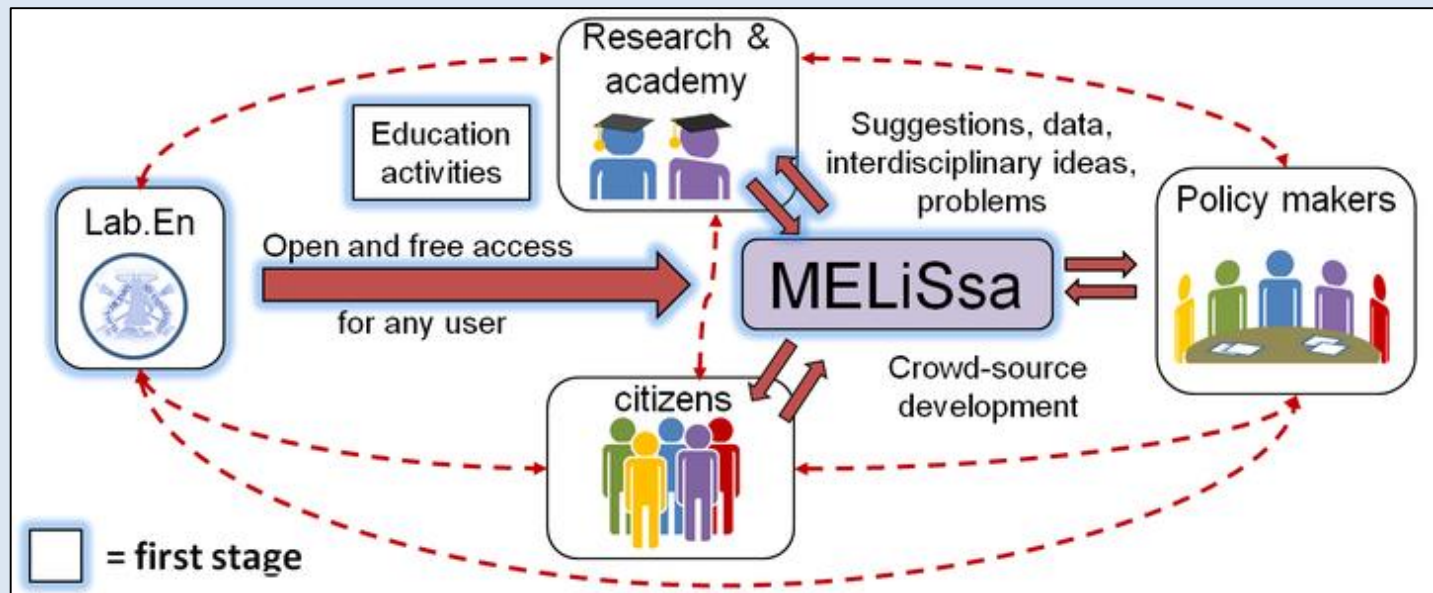 Research &
academy
Education
activities
Suggestions, data,
interdisciplinary ideas,
problems
Lab.En
Policy makers
Open and free access
for any user
MELiSsa
Crowd-source
development
citizens
= first stage